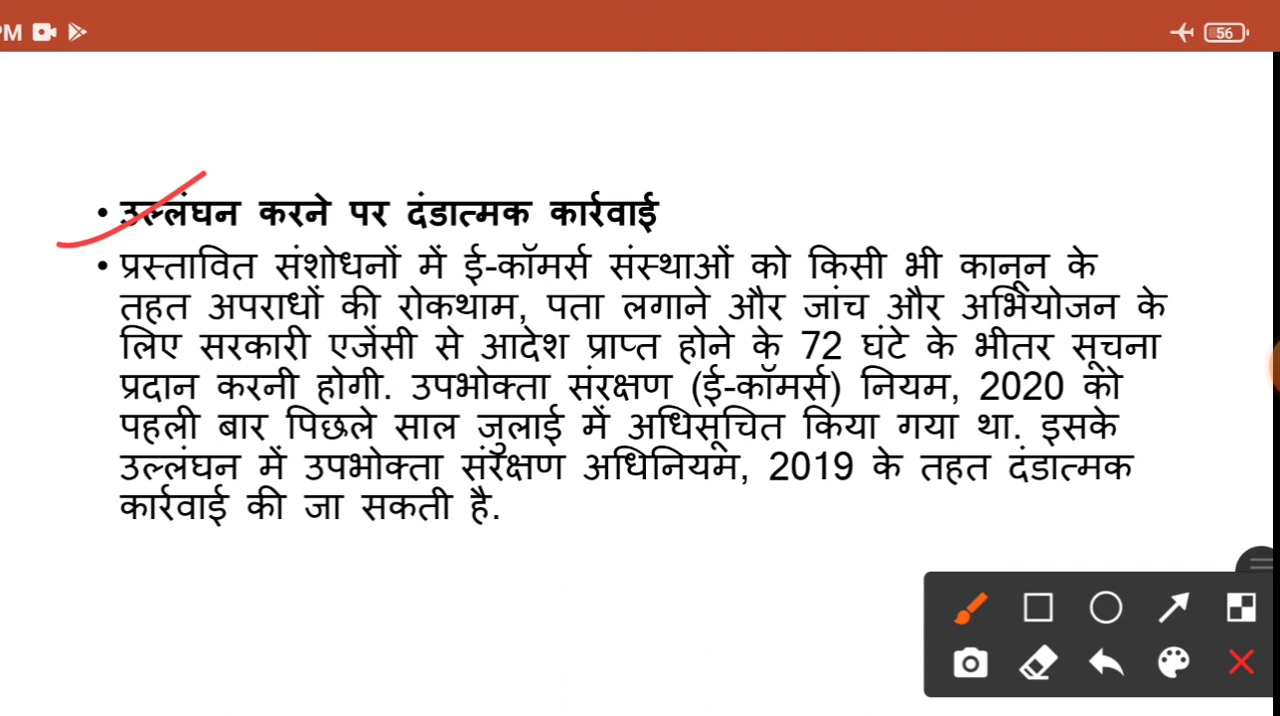 PM
56
• उल्लंघन करने पर दंडात्मक कार्रवाई
• प्रस्तावित संशोधनों में ई-कॉमर्स संस्थाओं को किसी भी कानून के
तहत अपराधों की रोकथाम, पता लगाने और जांच और अभियोजन के
लिए सरकारी एजेंसी से आदेश प्राप्त होने के 72 घंटे के भीतर सूचना
प्रदान करनी होगी. उपभोक्ता संरक्षण (ई-कॉमर्स) नियम, 2020 को
पहली बार पिछले साल जुलाई में अधिसूचित किया गया था. इसके
उल्लंघन में उपभोक्ता संरक्षण अधिनियम, 2019 के तहत दंडात्मक
कार्रवाई की जा सकती है.